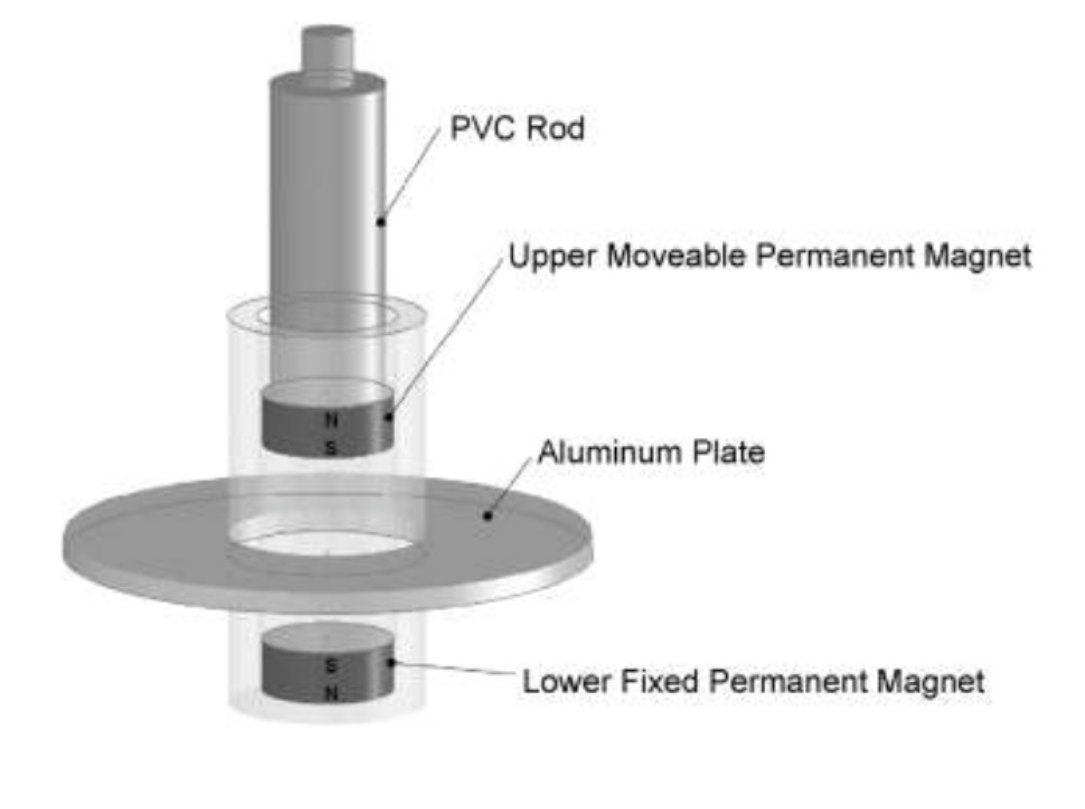 PVC Rod
Upper Moveable Permanent Magnet
N
S
Aluminum Plate
S
N
Lower Fixed Permanent Magnet